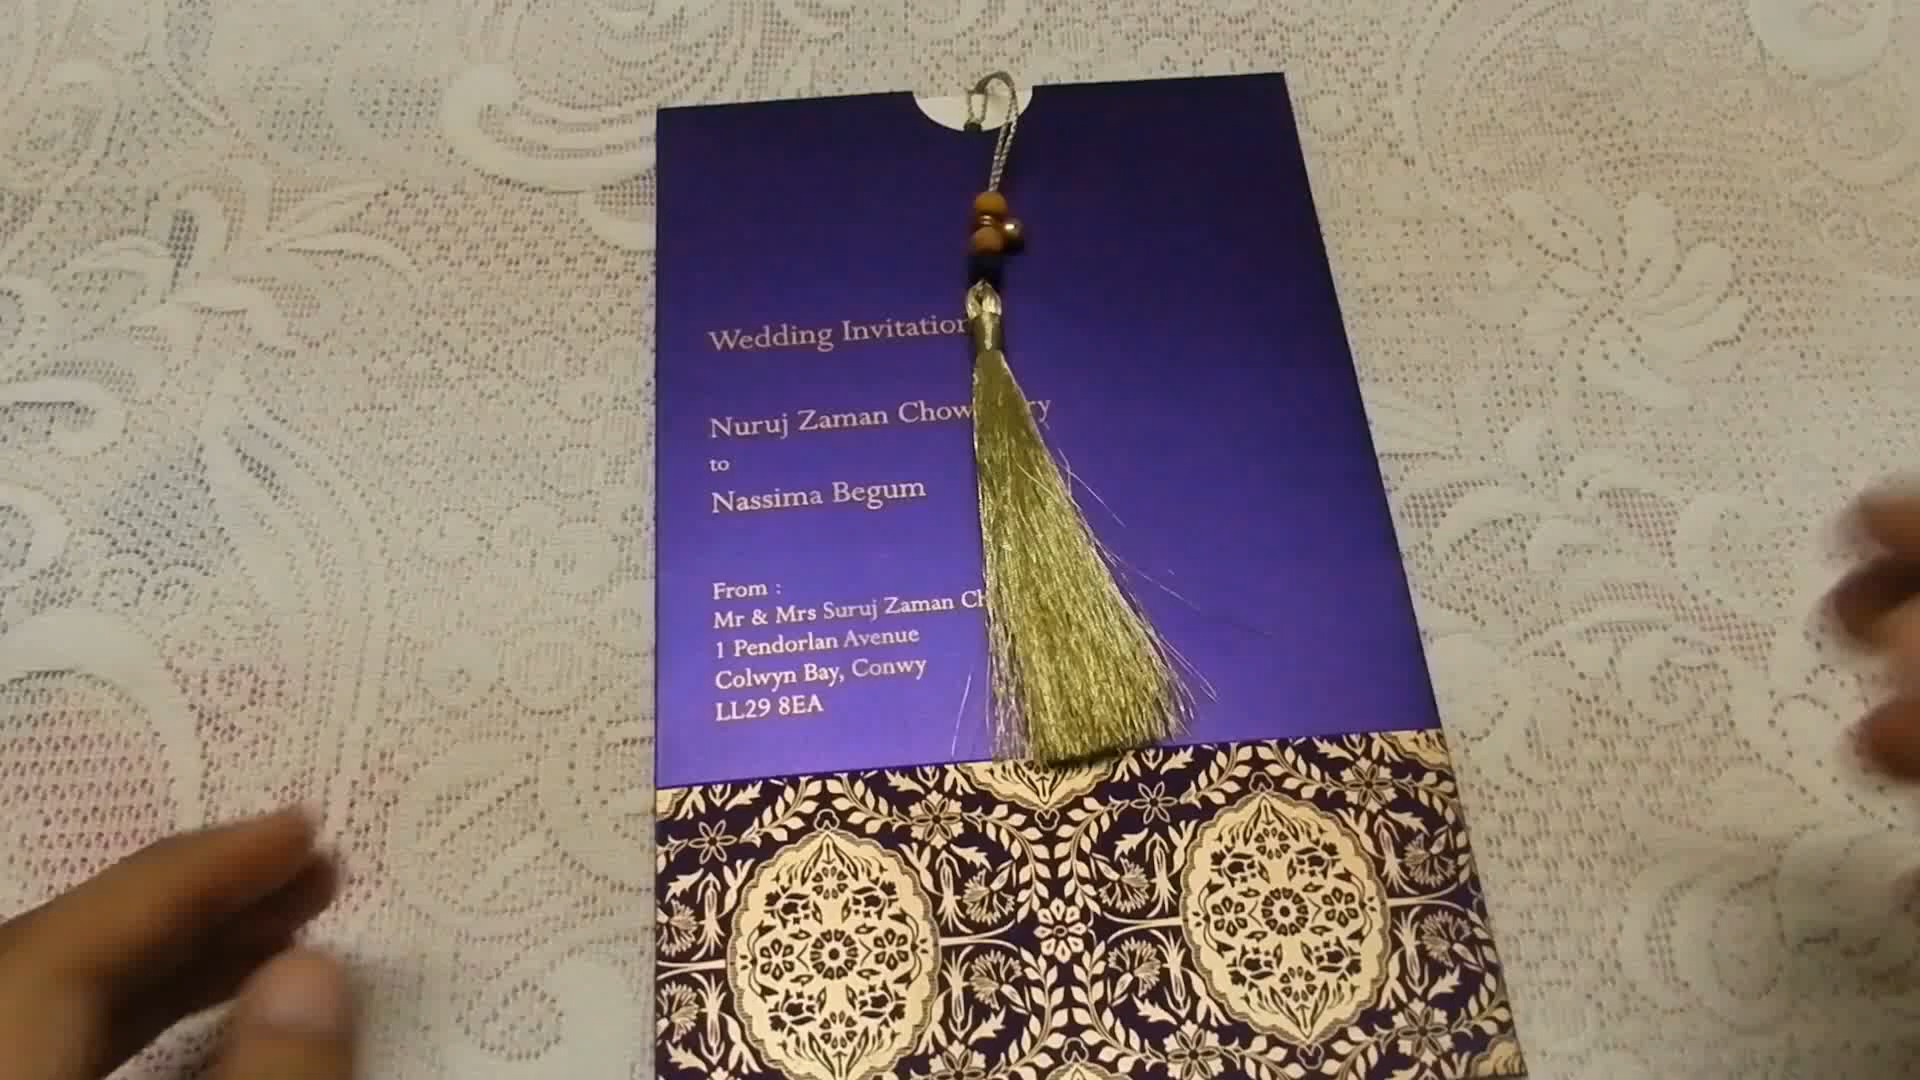 Wedding Invitation
Nuruj Zaman
to
Nassima Begum
From :
Mr & Mrs Suruj Zaman
1 Pendorlan Avenue
Colwyn Bay, Conwy
LL29 8EA